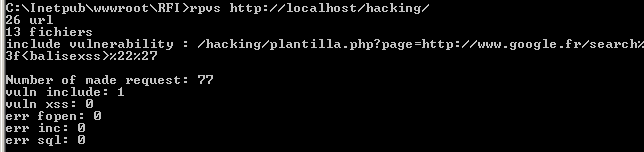 C:\Inetpub\wwwroot\RFI>rpvs http://localhost/hacking/
26 url
13 fichiers
include vulnerability : /hacking/plantilla.php?page=http://www.google.fr/search%
3f<balisexss>%22%27
Number of made request: 77
vuln include: 1
vuln xss: 0
err fopen: 0
err inc: 0
err sql: 0